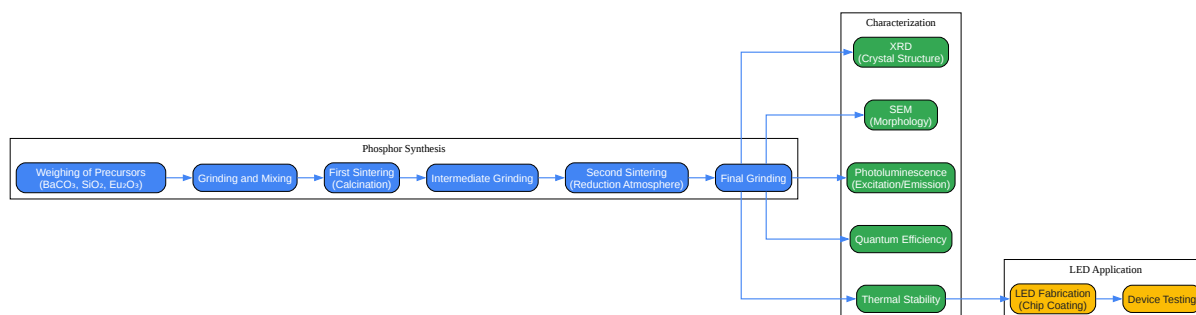 Characterization
XRD
(Crystal Structure)
SEM
(Morphology)
Phosphor Synthesis
Weighing of Precursors
(BaCO₃, SiO₂, Eu₂O₃)
Grinding and Mixing
First Sintering
(Calcination)
Intermediate Grinding
Second Sintering
(Reduction Atmosphere)
Final Grinding
Photoluminescence
(Excitation/Emission)
Quantum Efficiency
Thermal Stability
LED Application
LED Fabrication
(Chip Coating)
Device Testing